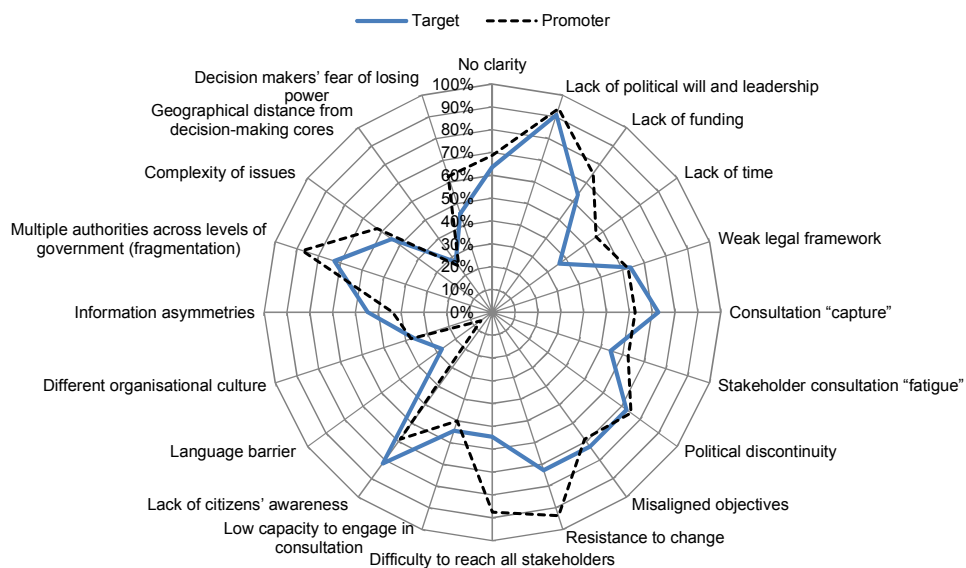 Target
Promoter
No clarity
Lack of political will and leadership
Lack of funding
Lack of time
Weak legal framework
Consultation “capture”
Stakeholder consultation “fatigue”
Political discontinuity
Misaligned objectives
Resistance to change
Difficulty to reach all stakeholders
Low capacity to engage in
consultation
Lack of citizens’ awareness
Language barrier
Different organisational culture
Information asymmetries
Multiple authorities across levels of
government (fragmentation)
Complexity of issues
Geographical distance from
decision-making cores
Decision makers’ fear of losing
power
100%
90%
80%
70%
60%
50%
40%
30%
20%
10%
0%